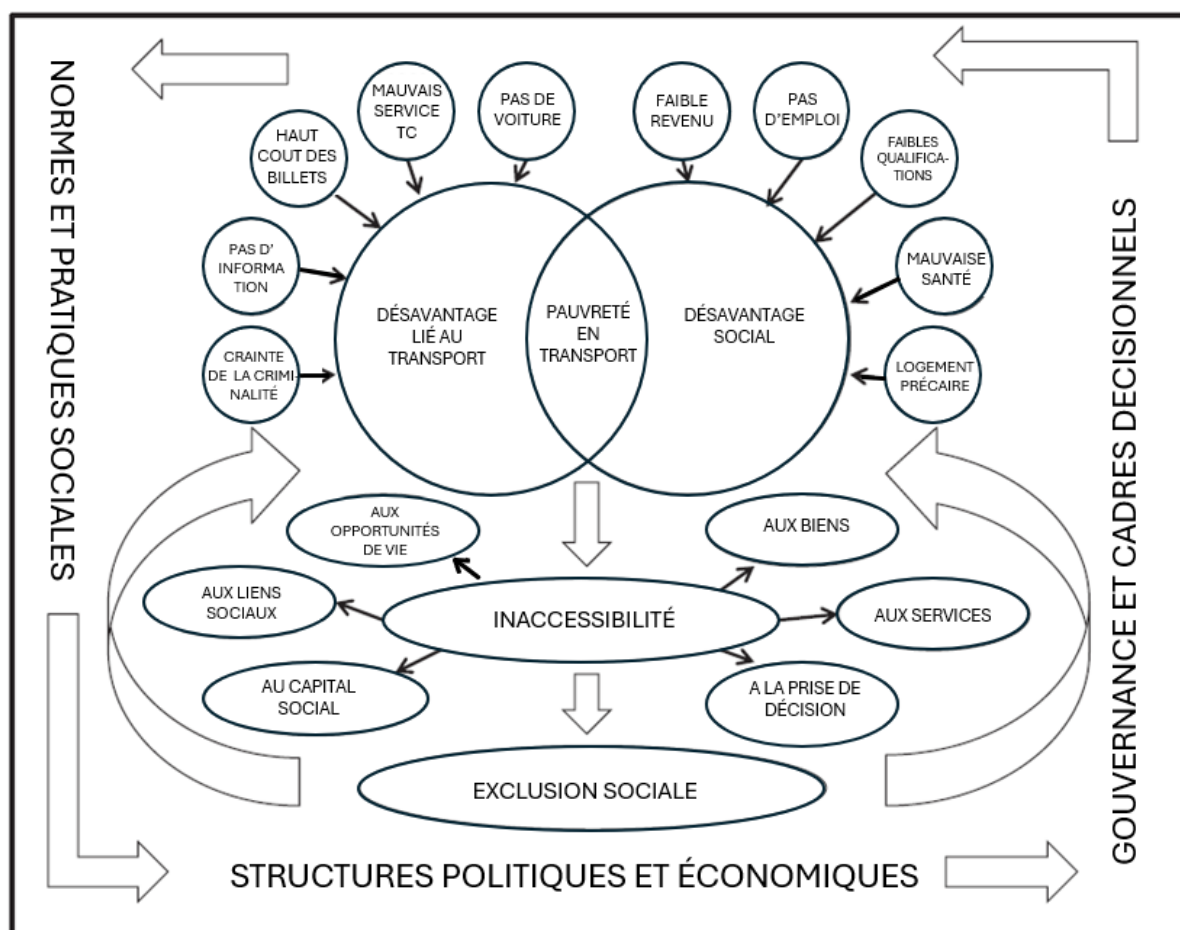 NORMES ET PRATIQUES SOCIALES
MAUVAIS
SERVICE
TC
PAS DE
VOITURE
FAIBLE
REVENU
PAS
D'EMPLOI
HAUT
COUT DES
BILLETS
FAIBLES
QUALIFICA-
TIONS
PAS D'
INFORMA
TION
MAUVAISE
SANTÉ
CRAINTE
DE LA CRIMI-
NALITÉ
LOGEMENT
PRÉCAIRE
DÉSAVANTAGE
LIÉ AU
TRANSPORT
PAUVRETÉ
EN
TRANSPORT
DÉSAVANTAGE
SOCIAL
AUX
OPPORTUNITÉS
DE VIE
AUX BIENS
AUX LIENS
SOCIAUX
INACCESSIBILITÉ
AUX SERVICES
AU CAPITAL
SOCIAL
A LA PRISE DE
DÉCISION
EXCLUSION SOCIALE
STRUCTURES POLITIQUES ET ÉCONOMIQUES
GOUVERNANCE ET CADRES DECISIONNELS